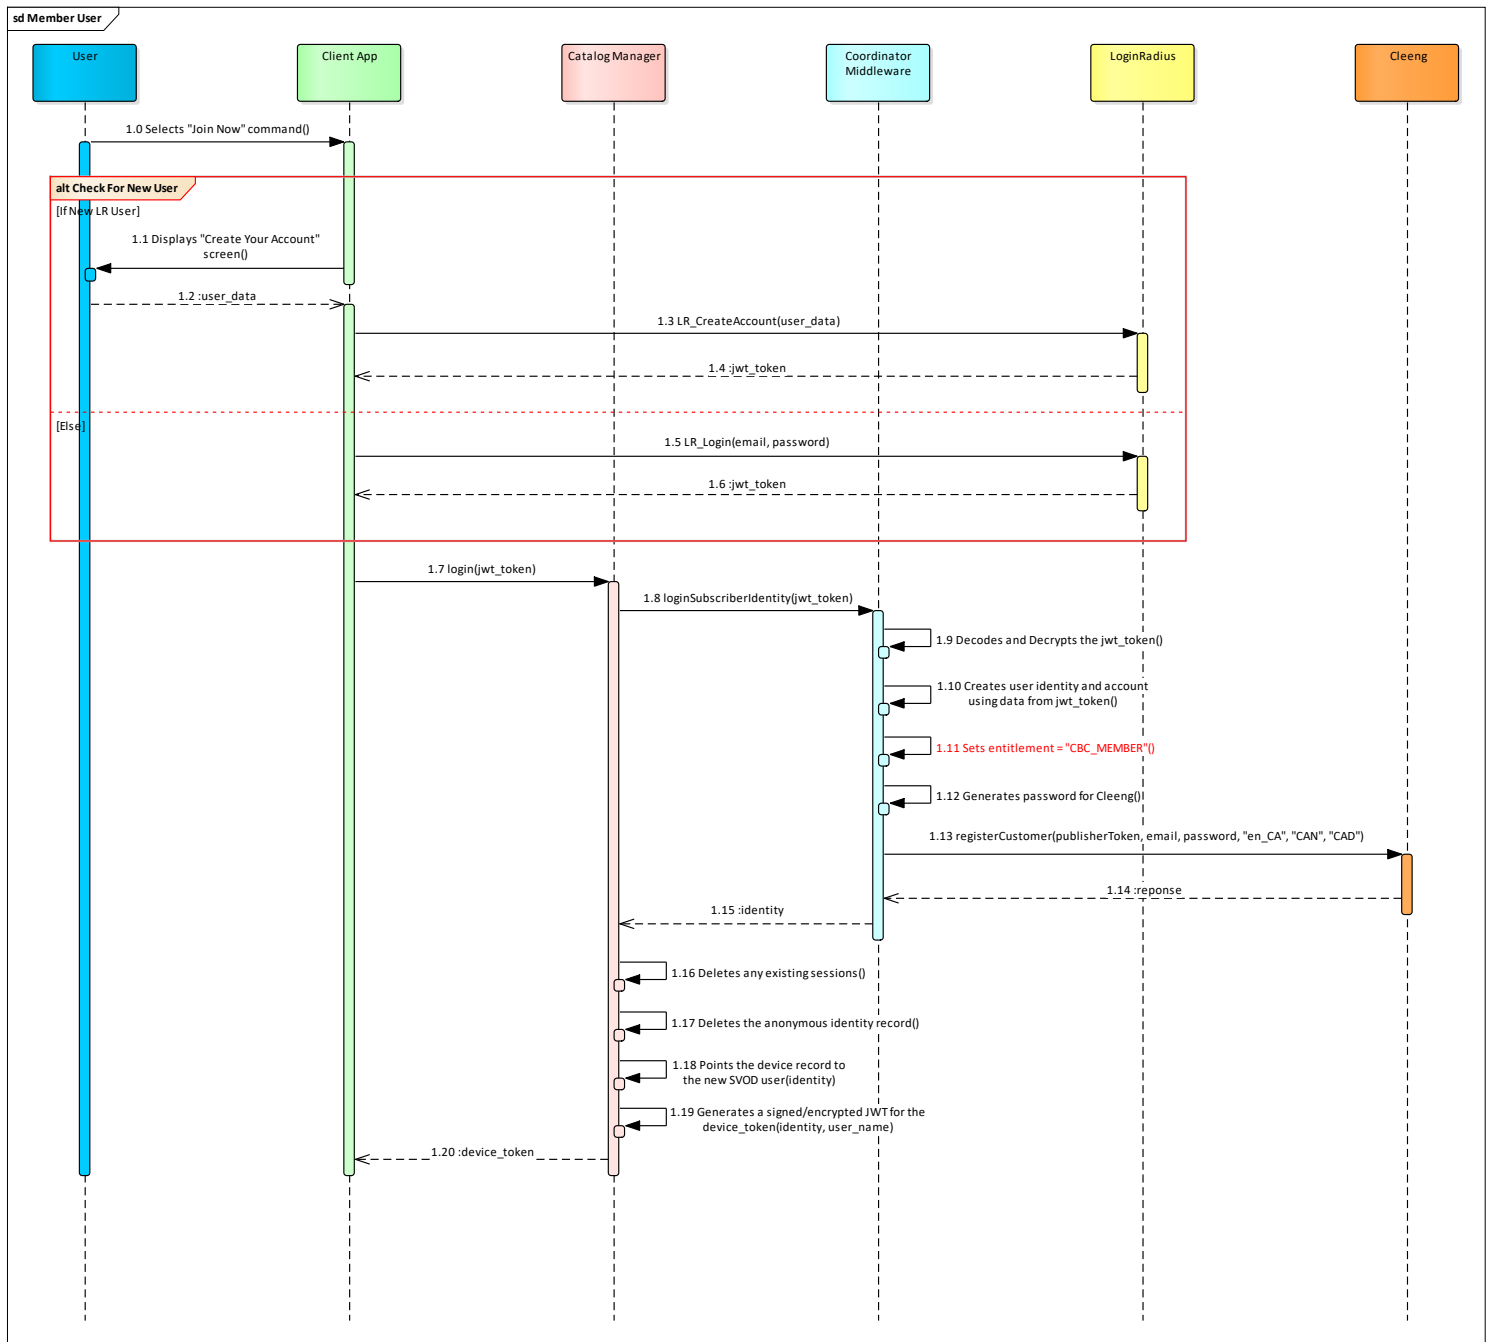 sd Member User
User
Client App
Catalog Manager
Coordinator
Middleware
LoginRadius
Cleeng
1.0 Selects "Join Now" command()
alt Check For New User
[If New LR User]
1.1 Displays "Create Your Account"
screen()
1.2 :user_data
1.3 LR_CreateAccount(user_data)
1.4 :jwt_token
[Else]
1.5 LR_Login(email, password)
1.6 :jwt_token
1.7 login(jwt_token)
1.8 loginSubscriberIdentity(jwt_token)
1.9 Decodes and Decrypts the jwt_token()
1.10 Creates user identity and account
using data from jwt_token()
1.11 Sets entitlement = "CBC_MEMBER"()
1.12 Generates password for Cleeng()
1.13 registerCustomer(publisherToken, email, password, "en_CA", "CAN", "CAD")
1.14 :reponse
1.15 :identity
1.16 Deletes any existing sessions()
1.17 Deletes the anonymous identity record()
1.18 Points the device record to
the new SVOD user(identity)
1.19 Generates a signed/encrypted JWT for the
device_token(identity, user_name)
1.20 :device_token